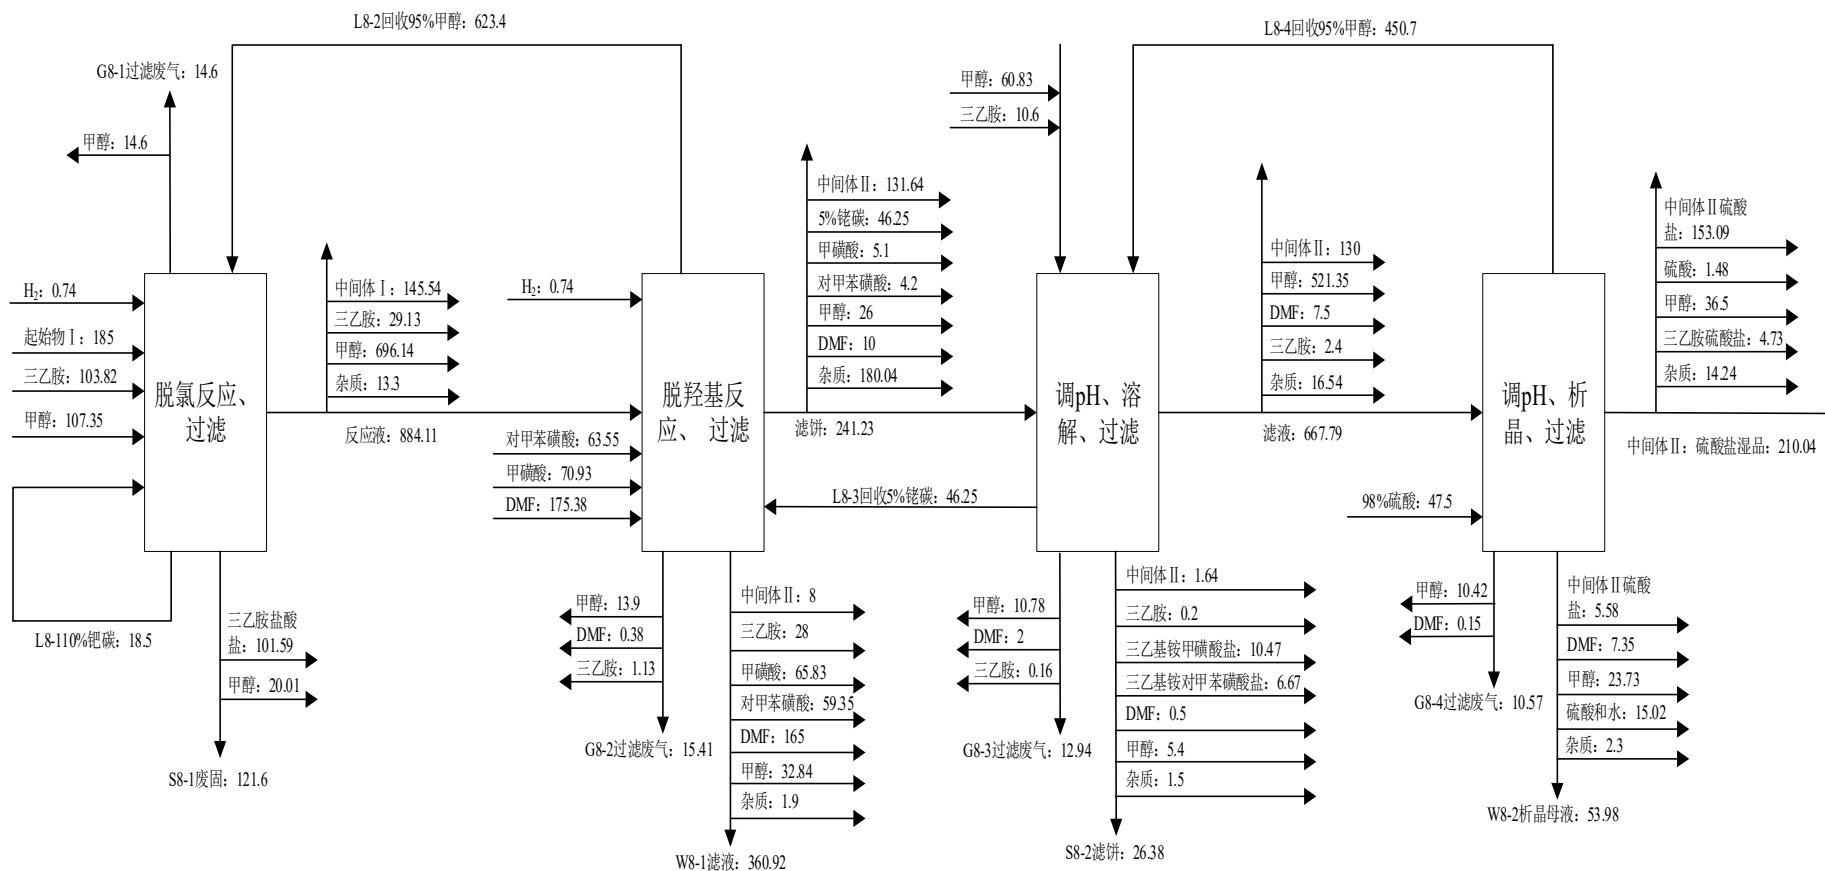 L8-2回收95%甲醇：623.4
G8-1过滤废气：14.6
甲醇：14.6
H₂：0.74
起始物Ⅰ：185
三乙胺：103.82
甲醇：107.35
脱氯反应、
过滤
L8-110%钯碳：18.5
三乙胺盐酸
盐：101.59
甲醇：20.01
S8-1废固：121.6
中间体Ⅰ：145.54
三乙胺：29.13
甲醇：696.14
杂质：13.3
反应液：884.11
H₂：0.74
对甲苯磺酸：63.55
甲磺酸：70.93
DMF：175.38
脱羟基反
应、 过滤
甲醇：13.9
DMF：0.38
三乙胺：1.13
G8-2过滤废气：15.41
中间体Ⅱ：8
三乙胺：28
甲磺酸：65.83
对甲苯磺酸：59.35
DMF：165
甲醇：32.84
杂质：1.9
W8-1滤液：360.92
中间体Ⅱ：131.64
5%铑碳：46.25
甲磺酸：5.1
对甲苯磺酸：4.2
甲醇：26
DMF：10
杂质：180.04
滤饼：241.23
L8-3回收5%铑碳：46.25
甲醇：60.83
三乙胺：10.6
L8-4回收95%甲醇：450.7
调pH、溶
解、过滤
甲醇：10.78
DMF：2
三乙胺：0.16
G8-3过滤废气：12.94
中间体Ⅱ：1.64
三乙胺：0.2
三乙基铵甲磺酸盐：10.47
三乙基铵对甲苯磺酸盐：6.67
DMF：0.5
甲醇：5.4
杂质：1.5
S8-2滤饼：26.38
中间体Ⅱ：130
甲醇：521.35
DMF：7.5
三乙胺：2.4
杂质：16.54
滤液：667.79
98%硫酸：47.5
调pH、析
晶、过滤
甲醇：10.42
DMF：0.15
G8-4过滤废气：10.57
中间体Ⅱ硫酸
盐：5.58
DMF：7.35
甲醇：23.73
硫酸和水：15.02
杂质：2.3
W8-2析晶母液：53.98
中间体Ⅱ硫酸
盐：153.09
硫酸：1.48
甲醇：36.5
三乙胺硫酸盐：4.73
杂质：14.24
中间体Ⅱ：硫酸盐湿品：210.04